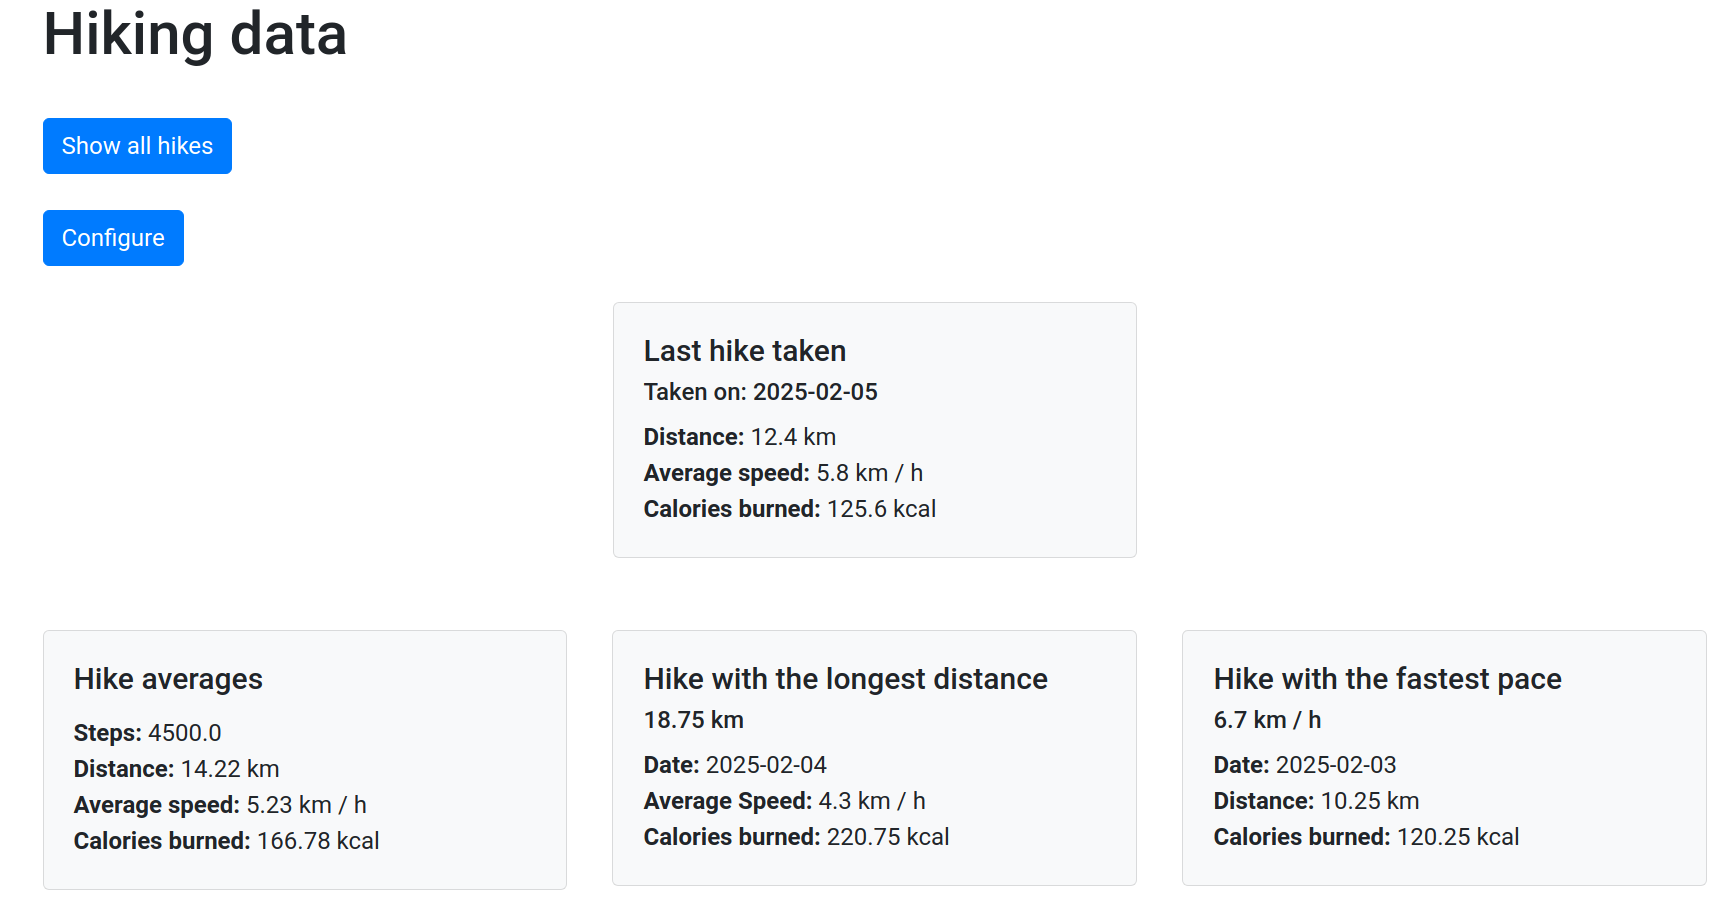 Hiking data
Show all hikes
Configure
Last hike taken
Taken on: 2025-02-05
Distance: 12.4 km
Average speed: 5.8 km / h
Calories burned: 125.6 kcal
Hike averages
Steps: 4500.0
Distance: 14.22 km
Average speed: 5.23 km / h
Calories burned: 166.78 kcal
Hike with the longest distance
18.75 km
Date: 2025-02-04
Average Speed: 4.3 km / h
Calories burned: 220.75 kcal
Hike with the fastest pace
6.7 km / h
Date: 2025-02-03
Distance: 10.25 km
Calories burned: 120.25 kcal